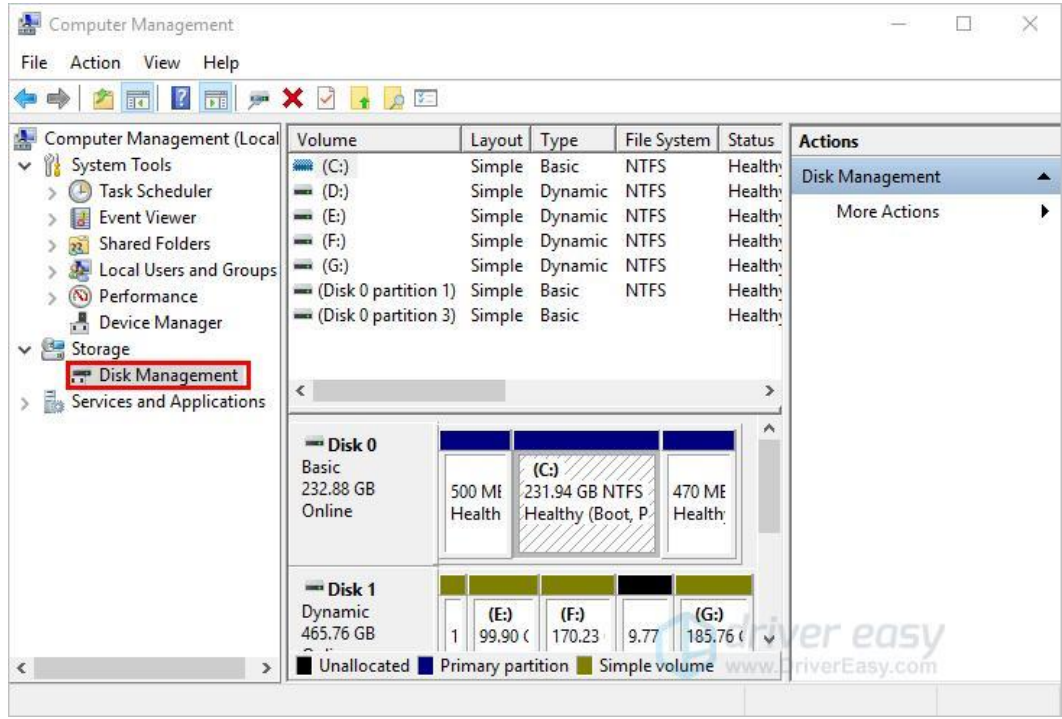 Computer Management
File Action View Help
Computer Management (Local
System Tools
Task Scheduler
Event Viewer
Shared Folders
Local Users and Groups
Performance
Device Manager
Storage
Disk Management
Services and Applications
Volume Layout Type File System Status
(C:) Simple Basic NTFS Healthy
(D:) Simple Dynamic NTFS Healthy
(E:) Simple Dynamic NTFS Healthy
(F:) Simple Dynamic NTFS Healthy
(G:) Simple Dynamic NTFS Healthy
(Disk 0 partition 1) Simple Basic NTFS Healthy
(Disk 0 partition 3) Simple Basic Healthy
Disk 0
Basic
232.88 GB
Online
500 MB
Health
(C:)
231.94 GB NTFS
Healthy (Boot, P
470 MB
Health
Disk 1
Dynamic
465.76 GB
1
(E:)
99.90 (
(F:)
170.23
9.77
(G:)
185.76 (
Unallocated Primary partition Simple volume
Actions
Disk Management
More Actions
driver easy
www.DriverEasy.com